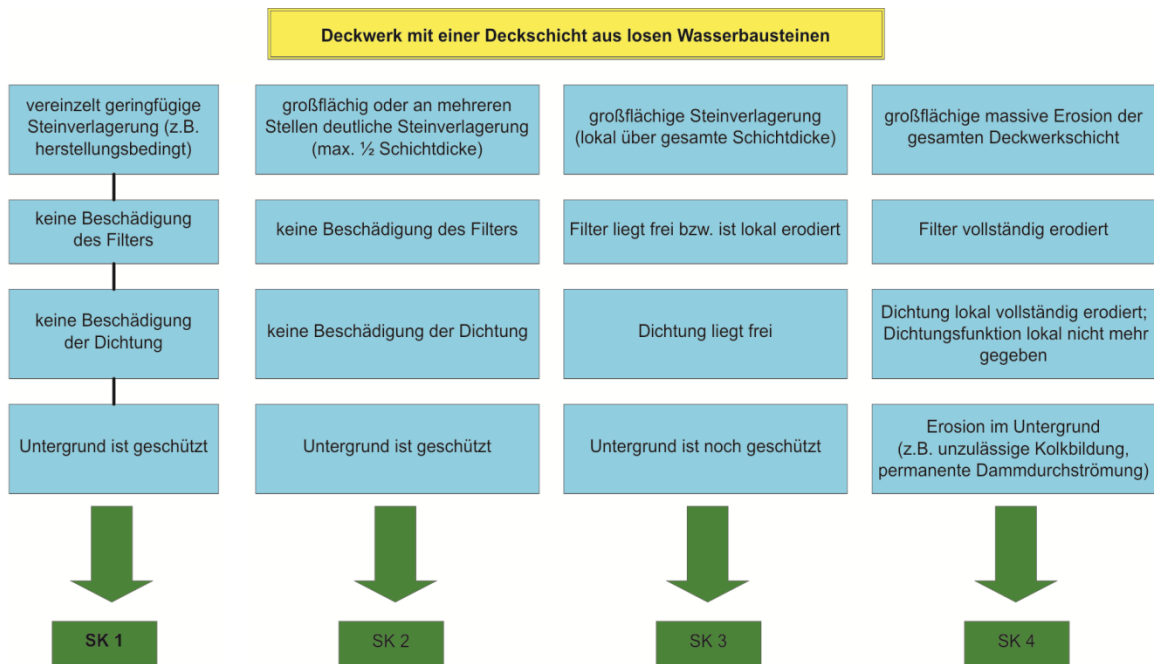 Deckwerk mit einer Deckschicht aus losen Wasserbausteinen
vereinzelt geringfügige
Steinverlagerung (z.B.
herstellungsbedingt)
keine Beschädigung
des Filters
keine Beschädigung
der Dichtung
Untergrund ist geschützt
SK 1
großflächig oder an mehreren
Stellen deutliche Steinverlagerung
(max. ½ Schichtdicke)
keine Beschädigung des Filters
keine Beschädigung der Dichtung
Untergrund ist geschützt
SK 2
großflächige Steinverlagerung
(lokal über gesamte Schichtdicke)
Filter liegt frei bzw. ist lokal erodiert
Dichtung liegt frei
Untergrund ist noch geschützt
SK 3
großflächige massive Erosion der
gesamten Deckwerkschicht
Filter vollständig erodiert
Dichtung lokal vollständig erodiert;
Dichtungsfunktion lokal nicht mehr
gegeben
Erosion im Untergrund
(z.B. unzulässige Kolkbildung,
permanente Dammdurchströmung)
SK 4